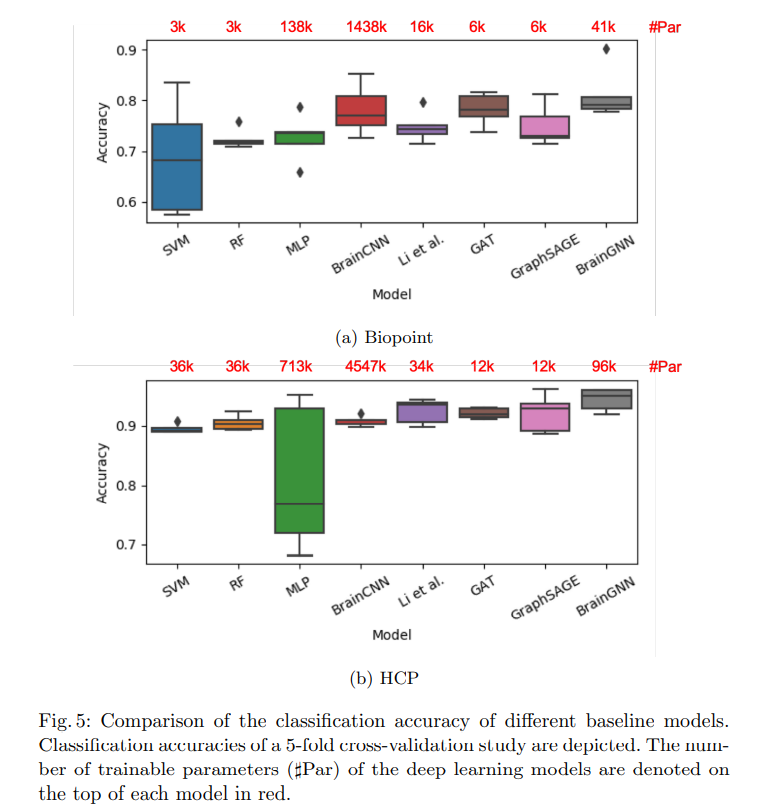 3k 3k 138k 1438k 16k 6k 6k 41k #Par
0.9
0.8
0.7
0.6
Accuracy
SVM RF MLP BrainCNN Li et al. GAT GraphSAGE BrainGNN
Model
(a) Biopoint
36k 36k 713k 4547k 34k 12k 12k 96k #Par
0.9
0.8
0.7
Accuracy
SVM RF MLP BrainCNN Li et al. GAT GraphSAGE BrainGNN
Model
(b) HCP
Fig. 5: Comparison of the classification accuracy of different baseline models.
Classification accuracies of a 5-fold cross-validation study are depicted. The num-
ber of trainable parameters (♯Par) of the deep learning models are denoted on
the top of each model in red.